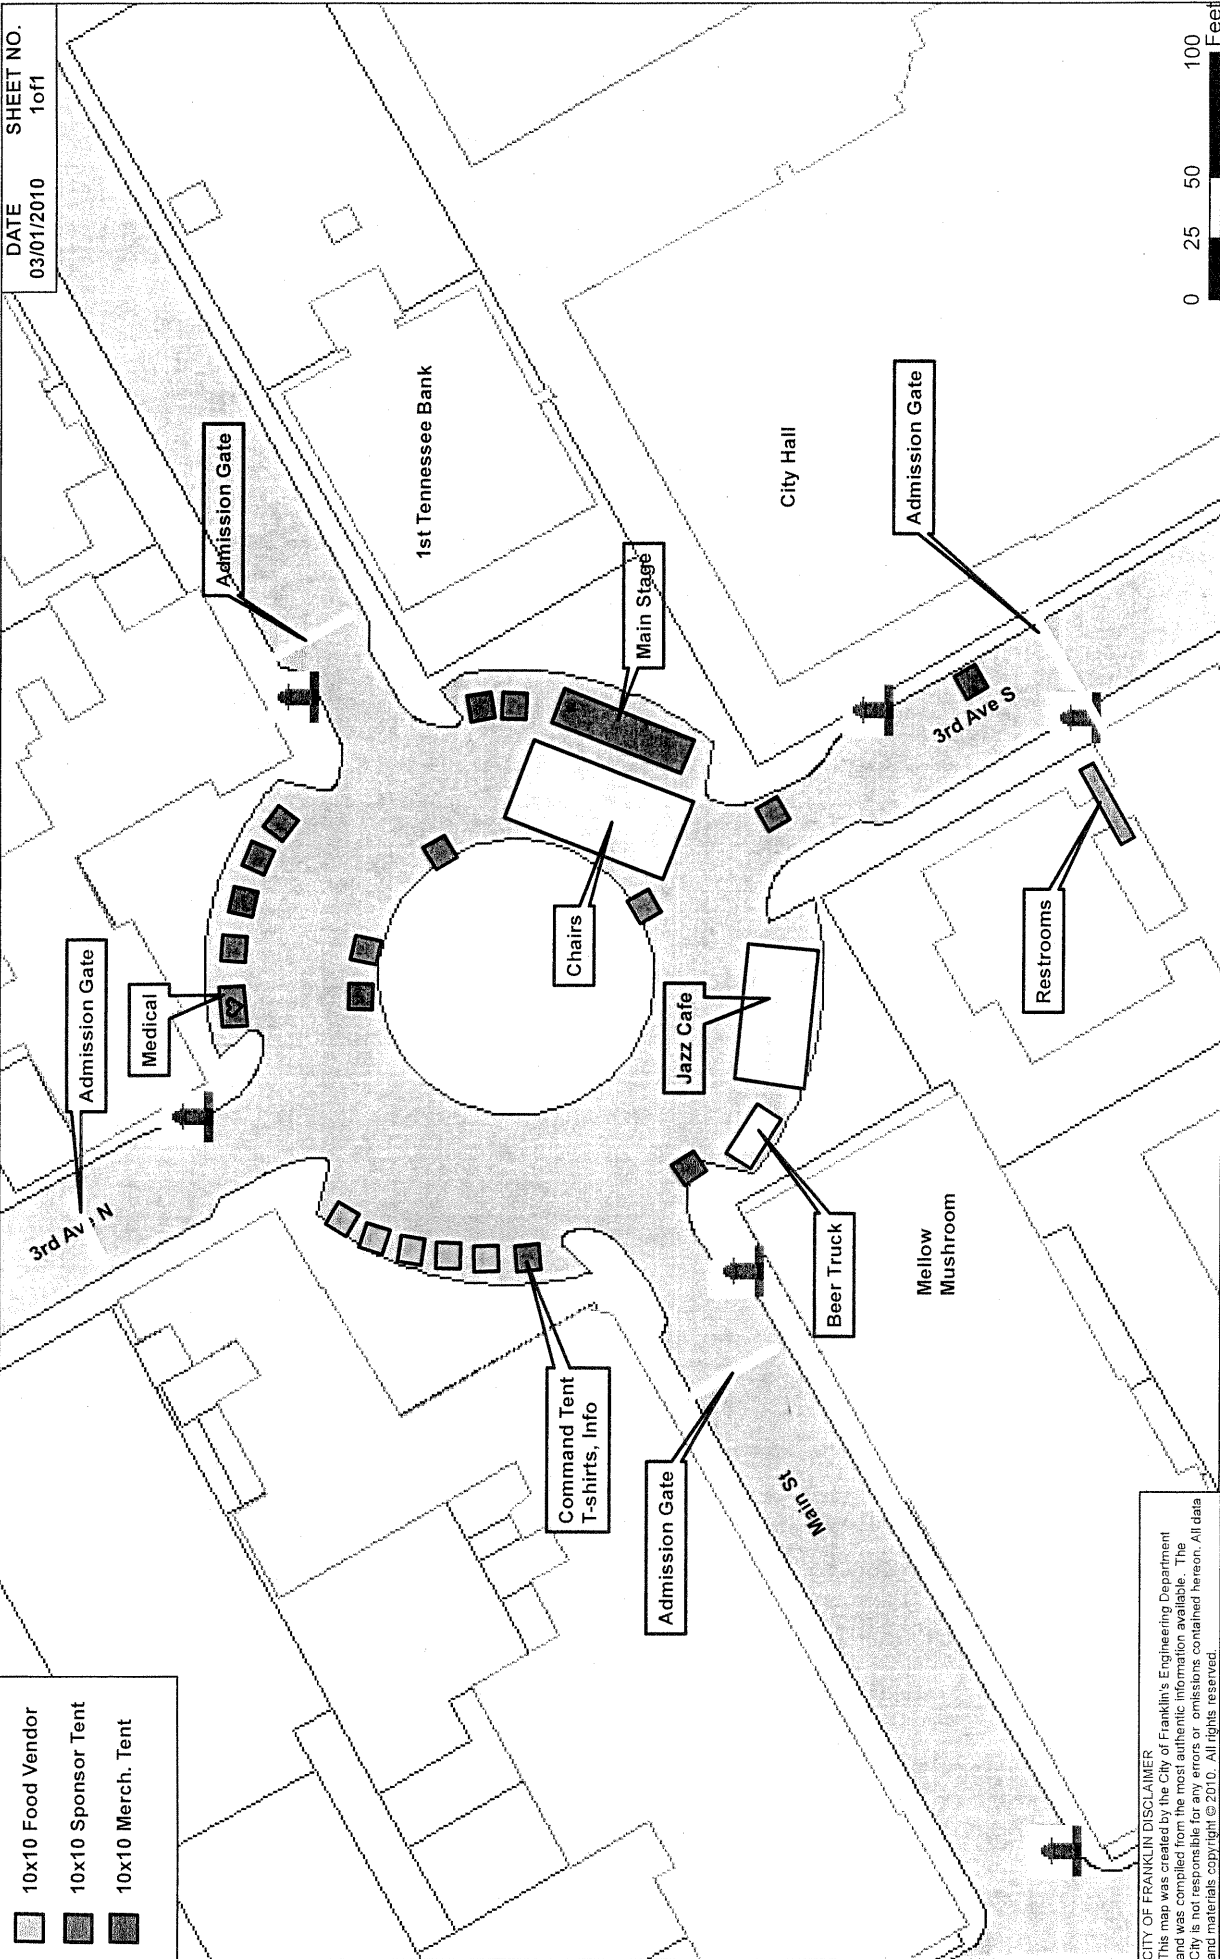 10x10 Food Vendor
10x10 Sponsor Tent
10x10 Merch. Tent
DATE
03/01/2010
SHEET NO.
1of1
3rd Av N
Admission Gate
Medical
Admission Gate
1st Tennessee Bank
Main Stage
Chairs
City Hall
Admission Gate
3rd Ave S
Command Tent
T-shirts, Info
Jazz Cafe
Beer Truck
Restrooms
Admission Gate
Main St
Mellow
Mushroom
CITY OF FRANKLIN DISCLAIMER
This map was created by the City of Franklin's Engineering Department
and was compiled from the most authentic information available. The
City is not responsible for any errors or omissions contained hereon. All data
and materials copyright © 2010. All rights reserved.
0 25 50 100
Feet